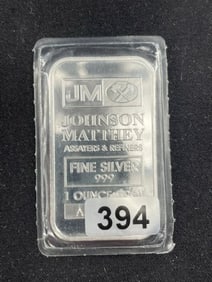 JM
JOHNSON
MATTHEY
ASSAYERS & REFINERS
FINE SILVER
999
1 OUNCE
A
394